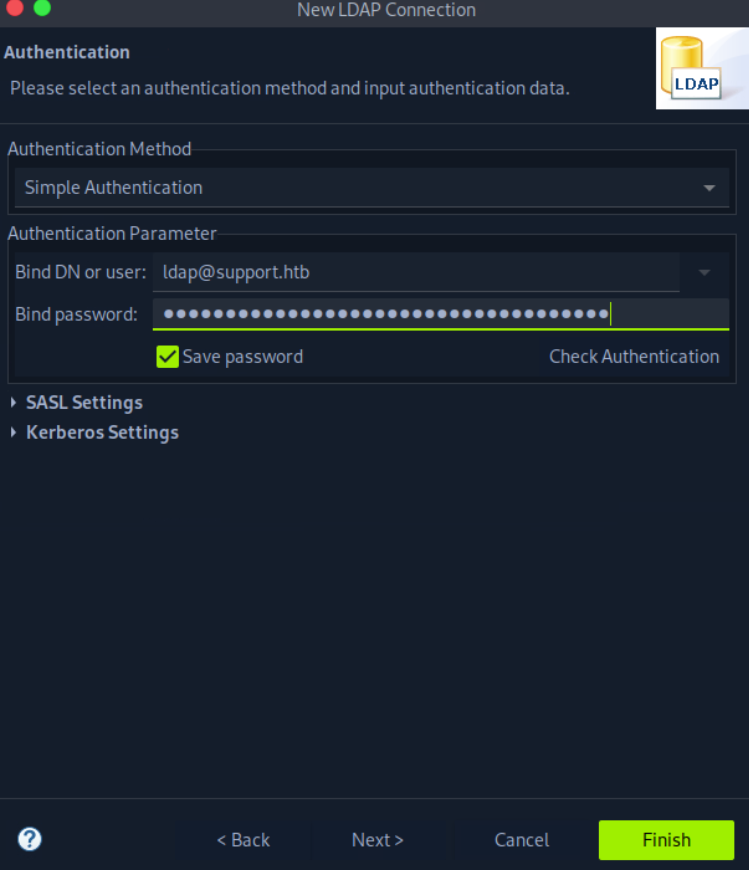 New LDAP Connection
Authentication
Please select an authentication method and input authentication data.
LDAP
Authentication Method
Simple Authentication
Authentication Parameter
Bind DN or user: ldap@support.htb
Bind password: ●●●●●●●●●●●●●●●●●●●●●●●●●●●●●●●●●●●●
Save password Check Authentication
SASL Settings
Kerberos Settings
? < Back Next > Cancel Finish